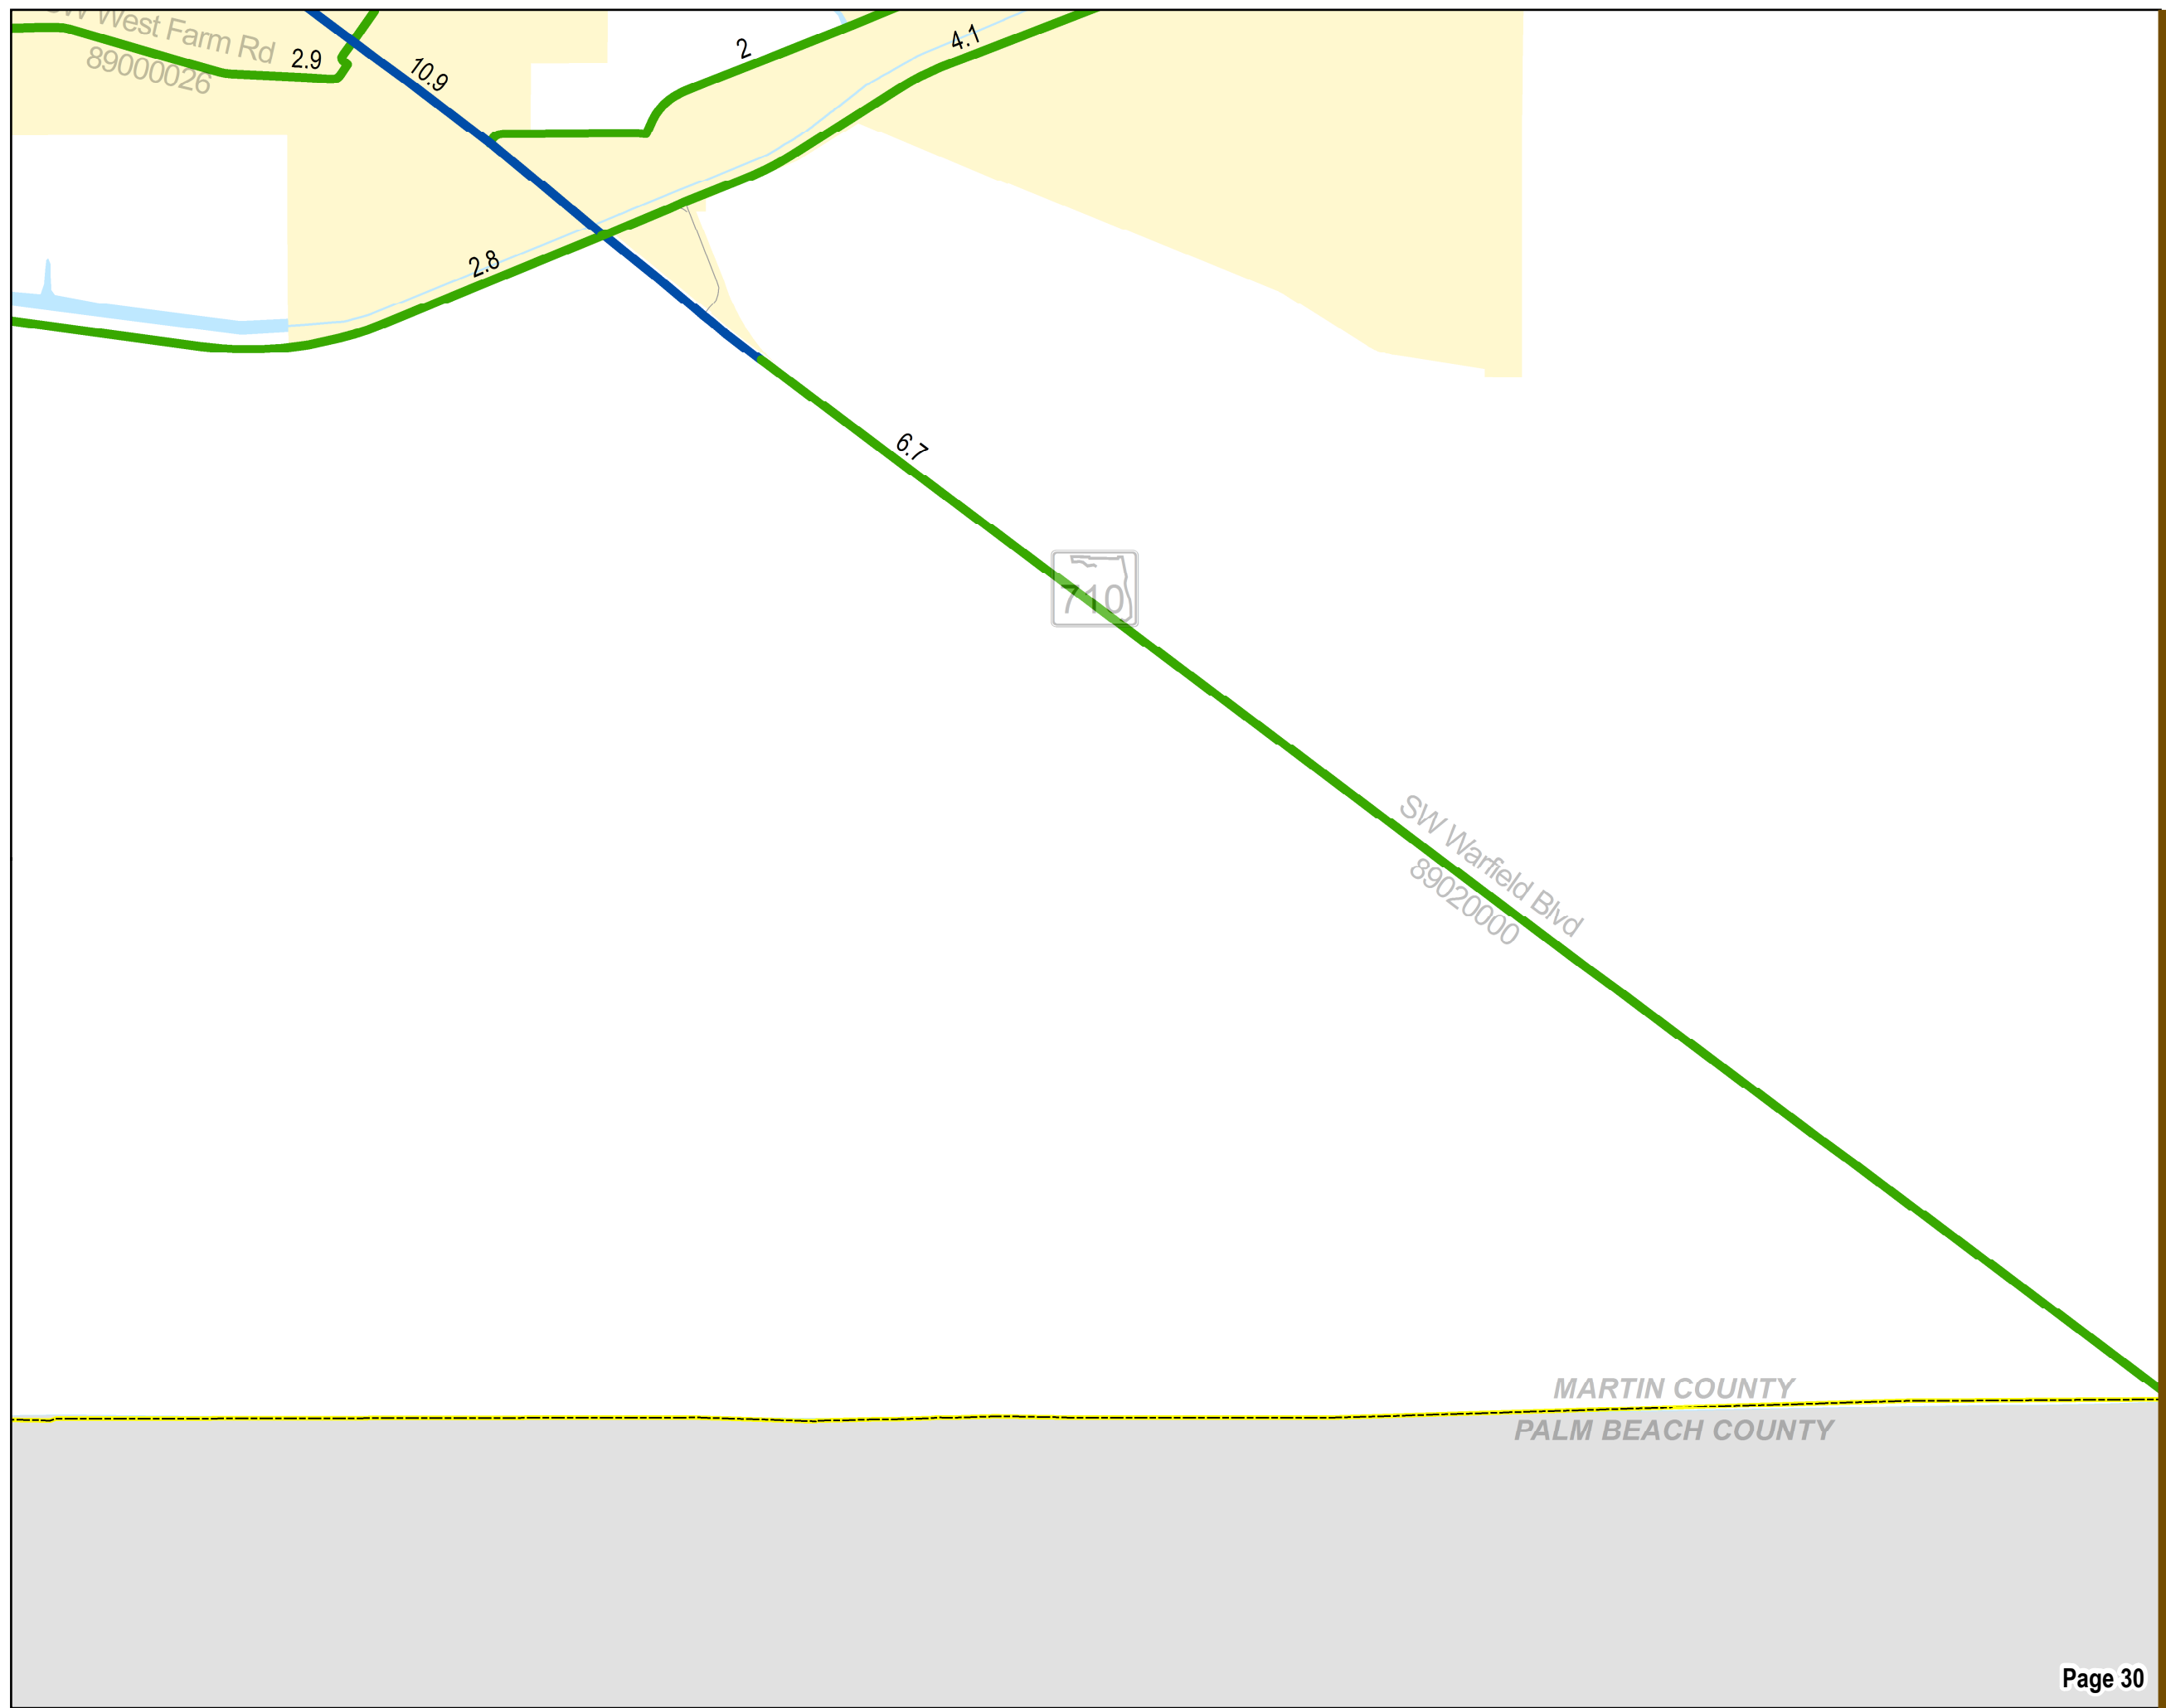 SW West Farm Rd
89000026
2.9
10.9
2
4.1
2.8
6.7
710
SW Warfield Blvd
89020000
MARTIN COUNTY
PALM BEACH COUNTY
Page 30